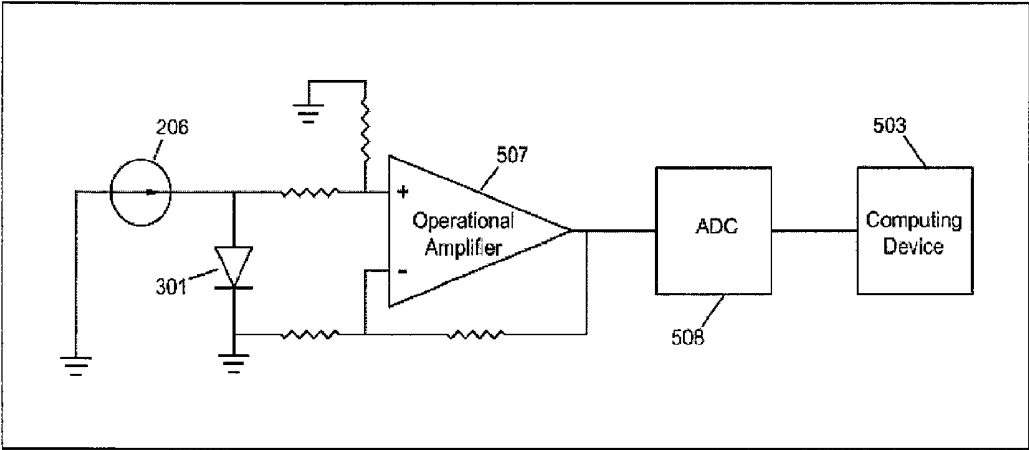 206
301
+
-
Operational
Amplifier
507
ADC
508
Computing
Device
503